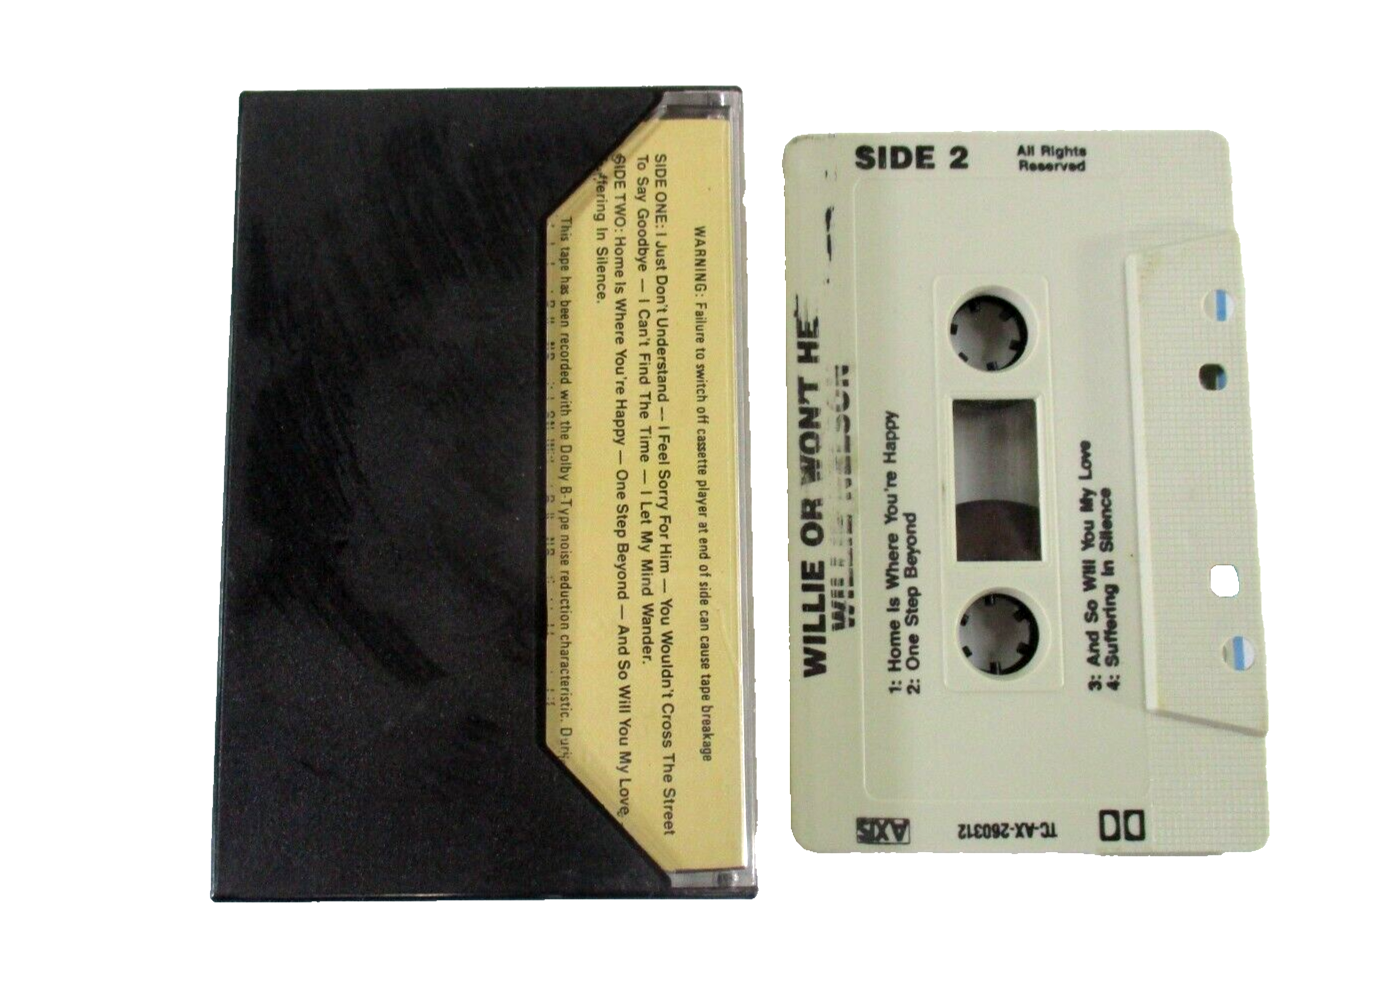 WARNING: Failure to switch off cassette player at end of side can cause tape breakage
SIDE ONE: I Just Don't Understand — I Feel Sorry For Him — You Wouldn't Cross The Street
To Say Goodbye — I Can't Find The Time — I Let My Mind Wander.
SIDE TWO: Home Is Where You're Happy — One Step Beyond — And So Will You My Love
Suffering In Silence.
This tape has been recorded with the Dolby B-Type noise reduction characteristic.
SIDE 2
All Rights
Reserved
WILLIE OR WON'T HE
WILLIE NELSON
1: Home Is Where You're Happy
2: One Step Beyond
3: And So Will You My Love
4: Suffering In Silence
AXIS
TC-AX-260312